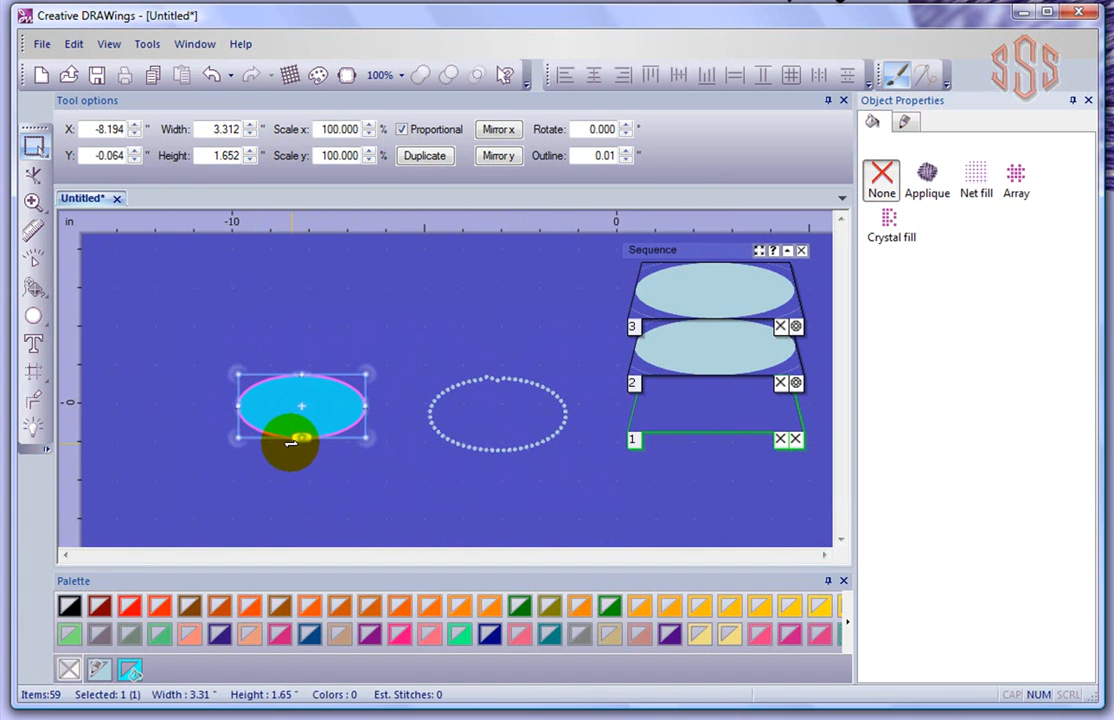 Creative DRAWings - [Untitled*]
File Edit View Tools Window Help
100%
SSS
Tool options
Object Properties
X: -8.194 " Width: 3.312 " Scale x: 100.000 % Proportional Mirror x Rotate: 0.000 °
Y: -0.064 " Height: 1.652 " Scale y: 100.000 % Duplicate Mirror y Outline: 0.01
None Applique Net fill Array
Crystal fill
Untitled*
in -10 0
Sequence
3
2
1
0
Palette
Items:59 Selected: 1 (1) Width : 3.31 " Height : 1.65 " Colors : 0 Est. Stitches: 0 CAP NUM SCRL